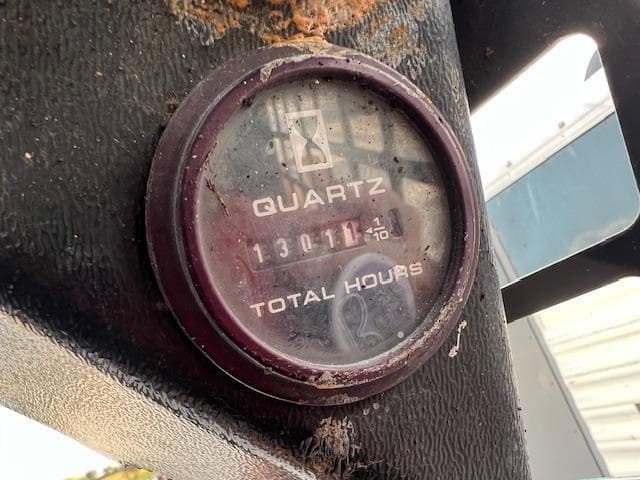 QUARTZ
13011 ◄1/10
TOTAL HOURS